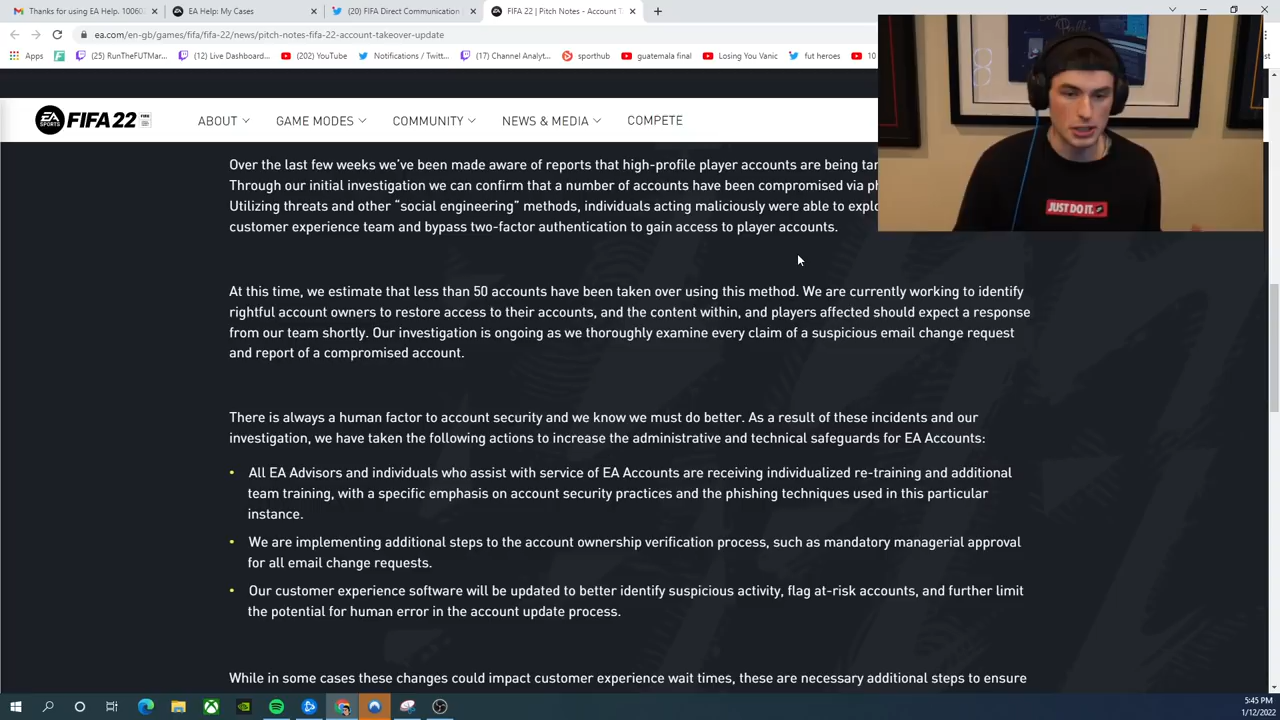 Thanks for using EA Help. 10060
EA Help: My Cases
(20) FIFA Direct Communication
FIFA 22 | Pitch Notes - Account T
ea.com/en-gb/games/fifa/fifa-22/news/pitch-notes-fifa-22-account-takeover-update
Apps
(25) RunTheFUTMar...
(12) Live Dashboard...
(202) YouTube
Notifications / Twitt...
(17) Channel Analyt...
sporthub
guatemala final
Losing You Vanic
fut heroes
10
EA SPORTS FIFA 22
ABOUT
GAME MODES
COMMUNITY
NEWS & MEDIA
COMPETE
Over the last few weeks we've been made aware of reports that high-profile player accounts are being tar
Through our initial investigation we can confirm that a number of accounts have been compromised via ph
Utilizing threats and other “social engineering” methods, individuals acting maliciously were able to explo
customer experience team and bypass two-factor authentication to gain access to player accounts.
At this time, we estimate that less than 50 accounts have been taken over using this method. We are currently working to identify
rightful account owners to restore access to their accounts, and the content within, and players affected should expect a response
from our team shortly. Our investigation is ongoing as we thoroughly examine every claim of a suspicious email change request
and report of a compromised account.
There is always a human factor to account security and we know we must do better. As a result of these incidents and our
investigation, we have taken the following actions to increase the administrative and technical safeguards for EA Accounts:
• All EA Advisors and individuals who assist with service of EA Accounts are receiving individualized re-training and additional
team training, with a specific emphasis on account security practices and the phishing techniques used in this particular
instance.
• We are implementing additional steps to the account ownership verification process, such as mandatory managerial approval
for all email change requests.
• Our customer experience software will be updated to better identify suspicious activity, flag at-risk accounts, and further limit
the potential for human error in the account update process.
While in some cases these changes could impact customer experience wait times, these are necessary additional steps to ensure
JUST DO IT.
5:45 PM
1/12/2022